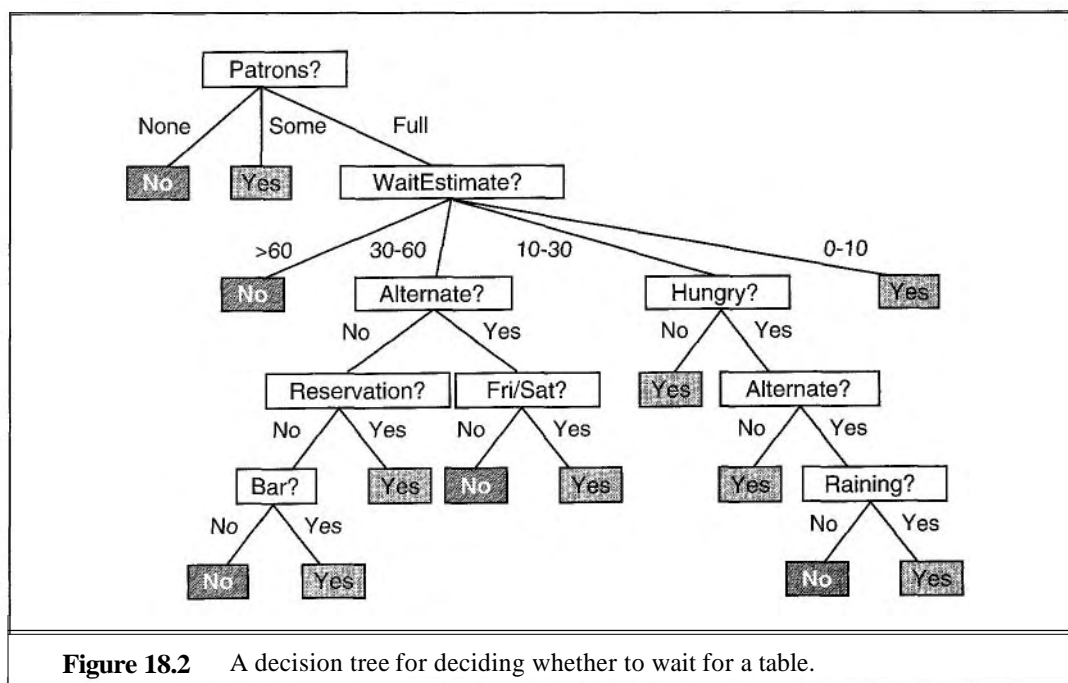 Patrons?
None Some Full
No Yes WaitEstimate?
>60 30-60 10-30 0-10
No Alternate? Hungry? Yes
No Yes No Yes
Reservation? Fri/Sat? Yes Alternate?
No Yes No Yes No Yes
Bar? Yes No Yes Yes Raining?
No Yes No Yes
No Yes No Yes
Figure 18.2 A decision tree for deciding whether to wait for a table.